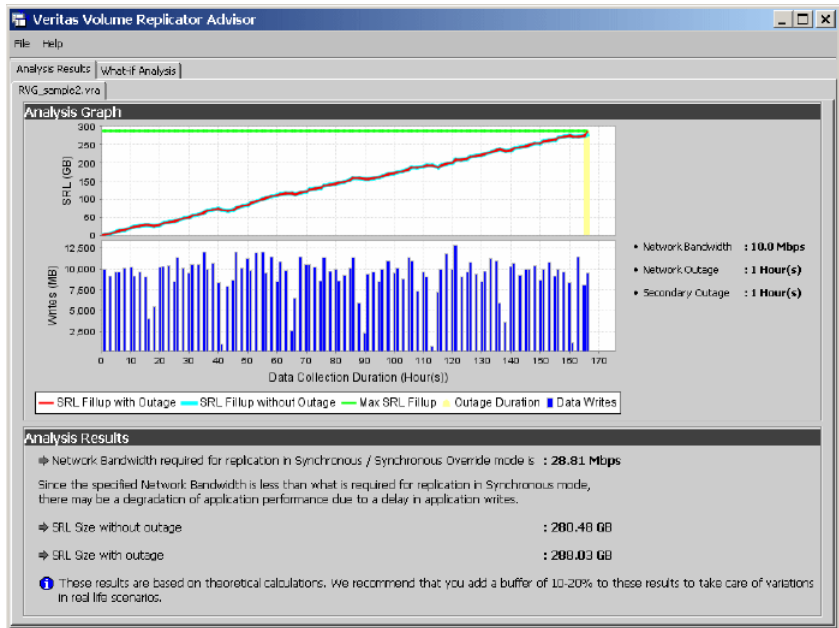 Veritas Volume Replicator Advisor
File Help
Analysis Results What-if Analysis
RVG_sample2.vra
Analysis Graph
SRL (GB)
300
250
200
150
100
50
0
Writes (MB)
12,500
10,000
7,500
5,000
2,500
0 10 20 30 40 50 60 70 80 90 100 110 120 130 140 150 160 170
Data Collection Duration (Hour(s))
• Network Bandwidth : 10.0 Mbps
• Network Outage : 1 Hour(s)
• Secondary Outage : 1 Hour(s)
SRL Fillup with Outage SRL Fillup without Outage Max SRL Fillup Outage Duration Data Writes
Analysis Results
Network Bandwidth required for replication in Synchronous / Synchronous Override mode is : 28.81 Mbps
Since the specified Network Bandwidth is less than what is required for replication in Synchronous mode,
there may be a degradation of application performance due to a delay in application writes.
SRL Size without outage : 280.48 GB
SRL Size with outage : 288.03 GB
These results are based on theoretical calculations. We recommend that you add a buffer of 10-20% to these results to take care of variations
in real life scenarios.